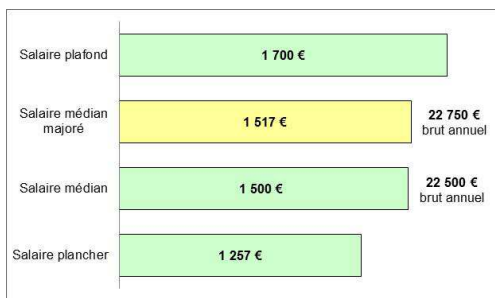 Salaire plafond
1 700 €
Salaire médian
majoré
1 517 €
22 750 €
brut annuel
Salaire médian
1 500 €
22 500 €
brut annuel
Salaire plancher
1 257 €